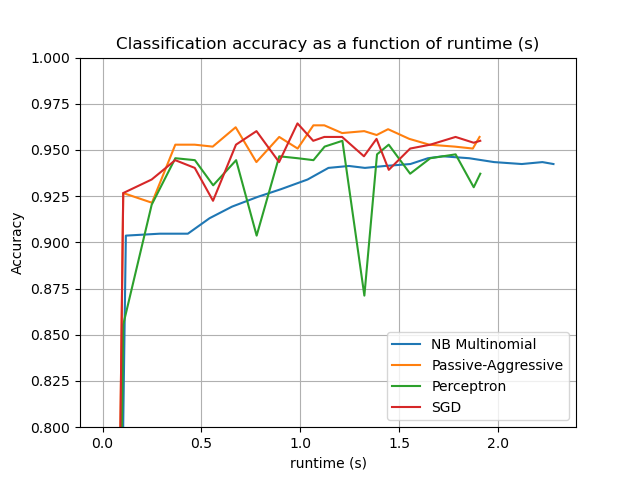 Classification accuracy as a function of runtime (s)
1.000
0.975
0.950
0.925
0.900
0.875
0.850
0.825
0.800
Accuracy
NB Multinomial
Passive-Aggressive
Perceptron
SGD
0.0 0.5 1.0 1.5 2.0
runtime (s)